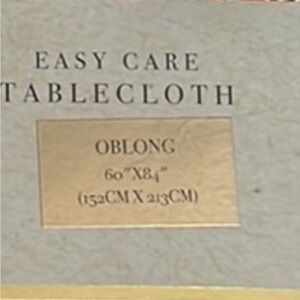 EASY CARE
TABLECLOTH
OBLONG
60"X84"
(152CM X 213CM)